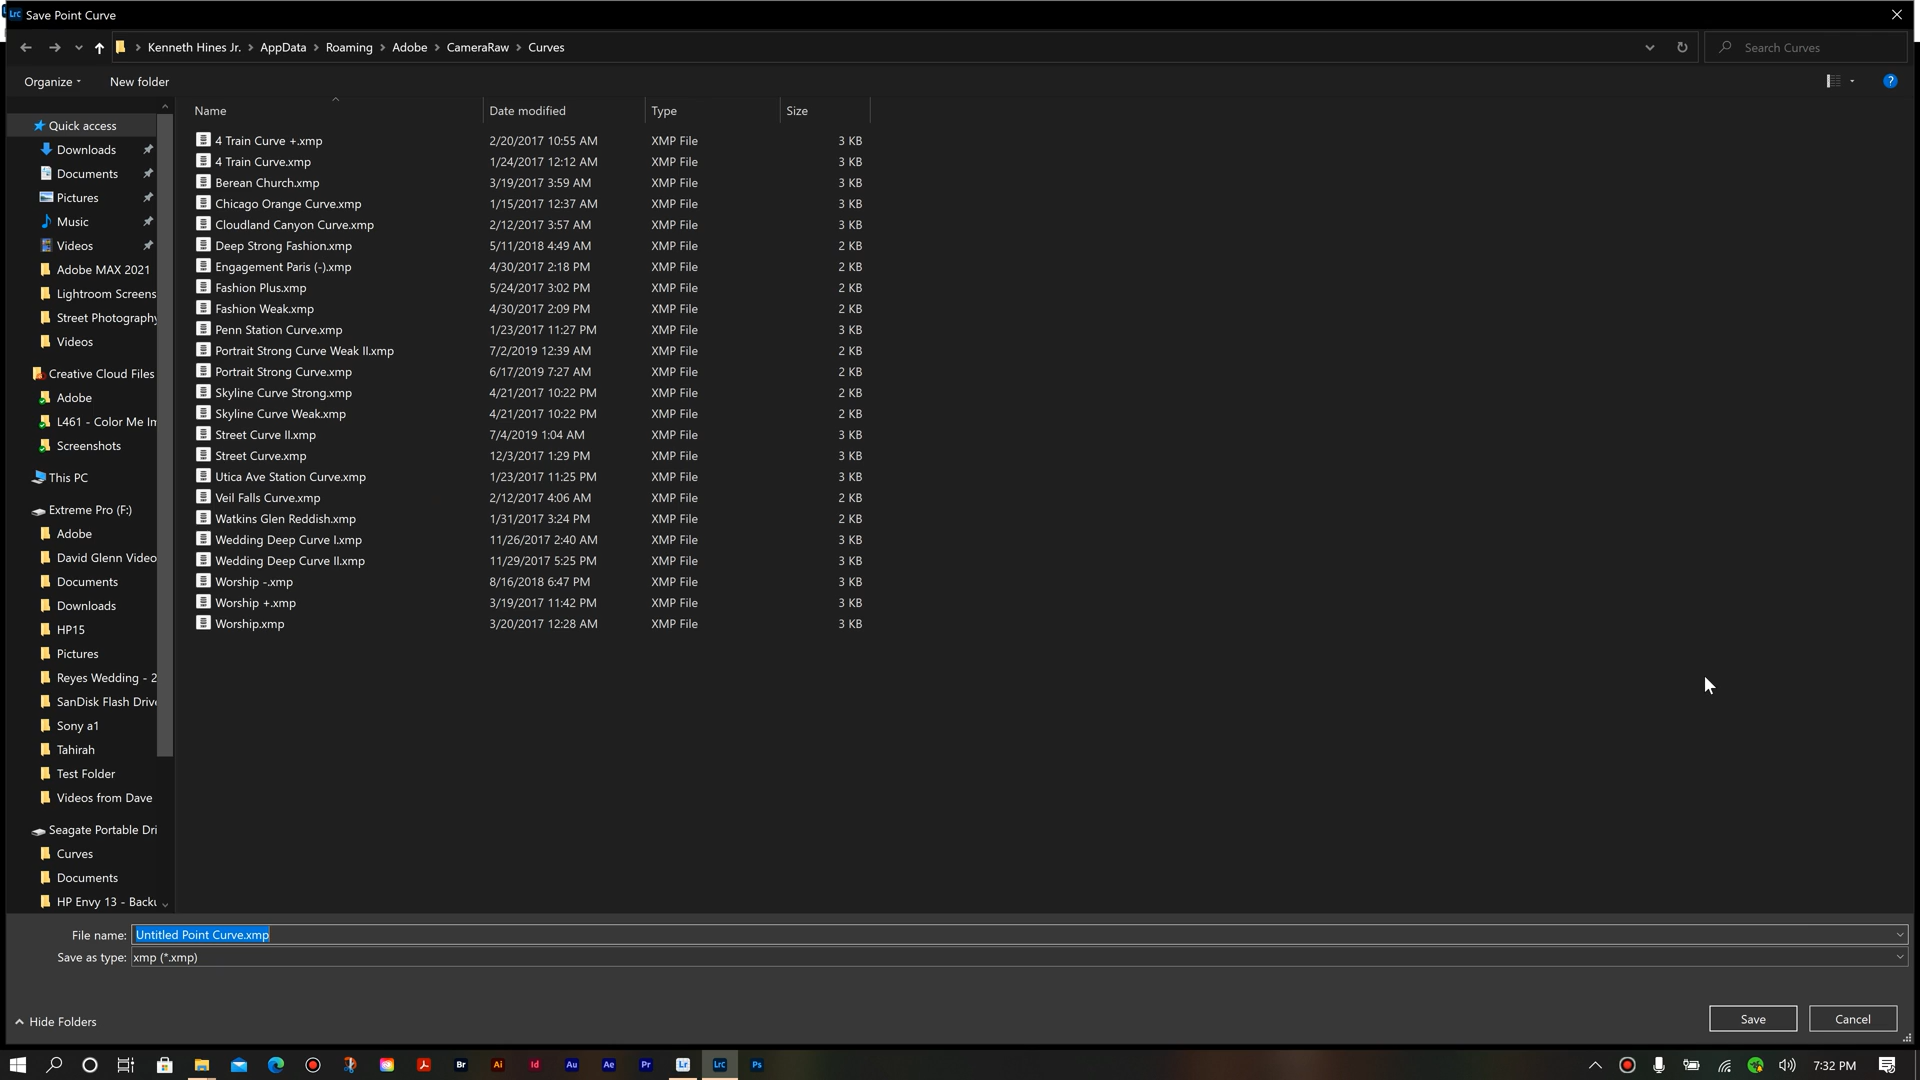 Lrc Save Point Curve
Kenneth Hines Jr. > AppData > Roaming > Adobe > CameraRaw > Curves
Search Curves
Organize
New folder
Name Date modified Type Size
4 Train Curve +.xmp 2/20/2017 10:55 AM XMP File 3 KB
4 Train Curve.xmp 1/24/2017 12:12 AM XMP File 3 KB
Berean Church.xmp 3/19/2017 3:59 AM XMP File 3 KB
Chicago Orange Curve.xmp 1/15/2017 12:37 AM XMP File 3 KB
Cloudland Canyon Curve.xmp 2/12/2017 3:57 AM XMP File 3 KB
Deep Strong Fashion.xmp 5/11/2018 4:49 AM XMP File 2 KB
Engagement Paris (-).xmp 4/30/2017 2:18 PM XMP File 2 KB
Fashion Plus.xmp 5/24/2017 3:02 PM XMP File 2 KB
Fashion Weak.xmp 4/30/2017 2:09 PM XMP File 2 KB
Penn Station Curve.xmp 1/23/2017 11:27 PM XMP File 3 KB
Portrait Strong Curve Weak II.xmp 7/2/2019 12:39 AM XMP File 2 KB
Portrait Strong Curve.xmp 6/17/2019 7:27 AM XMP File 2 KB
Skyline Curve Strong.xmp 4/21/2017 10:22 PM XMP File 2 KB
Skyline Curve Weak.xmp 4/21/2017 10:22 PM XMP File 2 KB
Street Curve II.xmp 7/4/2019 1:04 AM XMP File 3 KB
Street Curve.xmp 12/3/2017 1:29 PM XMP File 3 KB
Utica Ave Station Curve.xmp 1/23/2017 11:25 PM XMP File 3 KB
Veil Falls Curve.xmp 2/12/2017 4:06 AM XMP File 2 KB
Watkins Glen Reddish.xmp 1/31/2017 3:24 PM XMP File 2 KB
Wedding Deep Curve I.xmp 11/26/2017 2:40 AM XMP File 3 KB
Wedding Deep Curve II.xmp 11/29/2017 5:25 PM XMP File 3 KB
Worship -.xmp 8/16/2018 6:47 PM XMP File 3 KB
Worship +.xmp 3/19/2017 11:42 PM XMP File 3 KB
Worship.xmp 3/20/2017 12:28 AM XMP File 3 KB
Quick access
Downloads
Documents
Pictures
Music
Videos
Adobe MAX 2021
Lightroom Screens
Street Photography
Videos
Creative Cloud Files
Adobe
L461 - Color Me Im
Screenshots
This PC
Extreme Pro (F:)
Adobe
David Glenn Video
Documents
Downloads
HP15
Pictures
Reyes Wedding - 2
SanDisk Flash Drive
Sony a1
Tahirah
Test Folder
Videos from Dave
Seagate Portable Dri
Curves
Documents
HP Envy 13 - Backu
File name: Untitled Point Curve.xmp
Save as type: xmp (*.xmp)
Hide Folders
Save
Cancel
Br Ai Id Au Ae Pr Lr LrC Ps
7:32 PM